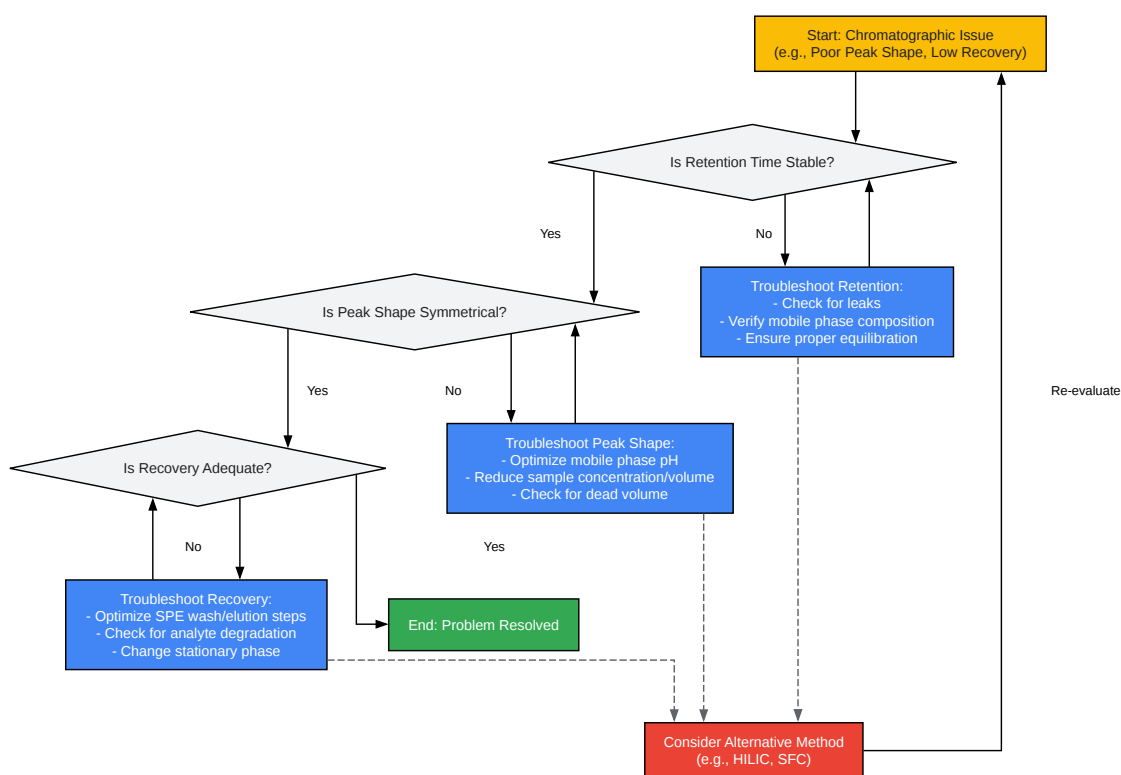 Start: Chromatographic Issue
(e.g., Poor Peak Shape, Low Recovery)
Is Retention Time Stable?
Yes
No
Troubleshoot Retention:
- Check for leaks
- Verify mobile phase composition
- Ensure proper equilibration
Is Peak Shape Symmetrical?
Yes
No
Re-evaluate
Troubleshoot Peak Shape:
- Optimize mobile phase pH
- Reduce sample concentration/volume
- Check for dead volume
Is Recovery Adequate?
No
Yes
Troubleshoot Recovery:
- Optimize SPE wash/elution steps
- Check for analyte degradation
- Change stationary phase
End: Problem Resolved
Consider Alternative Method
(e.g., HILIC, SFC)